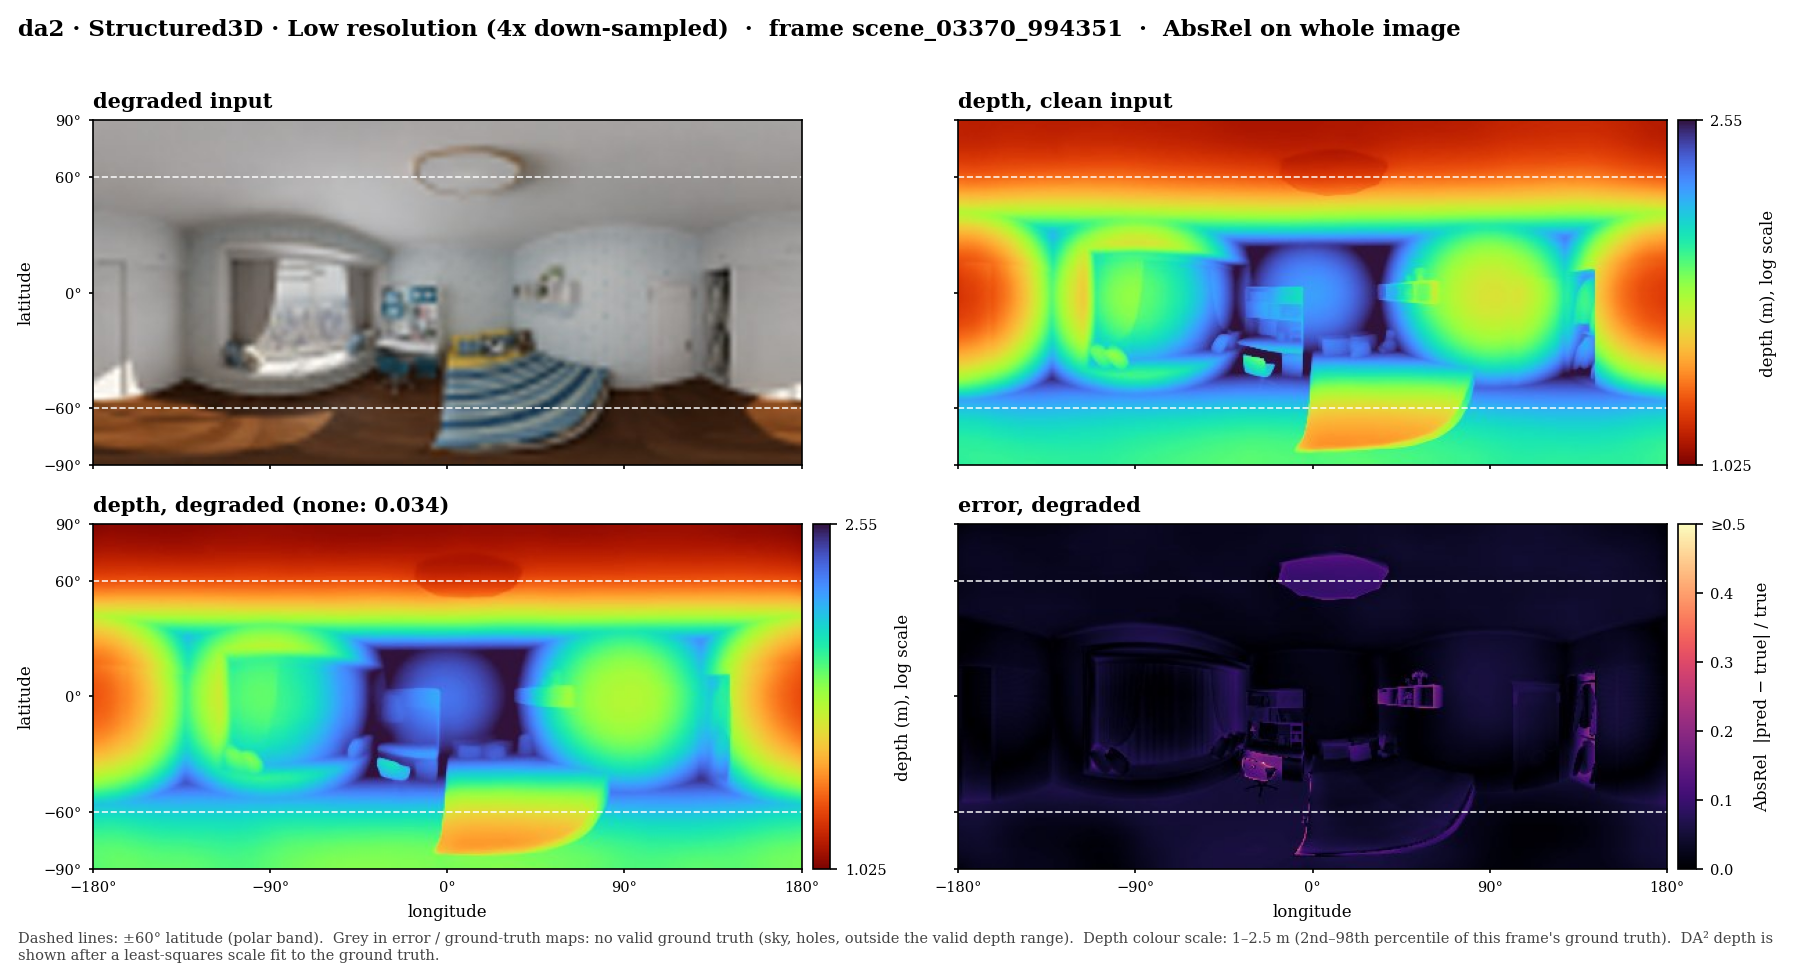 da2 · Structured3D · Low resolution (4x down-sampled) · frame scene_03370_994351 · AbsRel on whole image
degraded input
depth, clean input
90°
60°
0°
−60°
−90°
latitude
2.55
1.025
depth (m), log scale
depth, degraded (none: 0.034)
error, degraded
90°
60°
0°
−60°
−90°
latitude
−180°
−90°
0°
90°
180°
longitude
2.55
1.025
depth (m), log scale
−180°
−90°
0°
90°
180°
longitude
≥0.5
0.4
0.3
0.2
0.1
0.0
AbsRel |pred − true| / true
Dashed lines: ±60° latitude (polar band). Grey in error / ground-truth maps: no valid ground truth (sky, holes, outside the valid depth range). Depth colour scale: 1–2.5 m (2nd–98th percentile of this frame's ground truth). DA² depth is
shown after a least-squares scale fit to the ground truth.